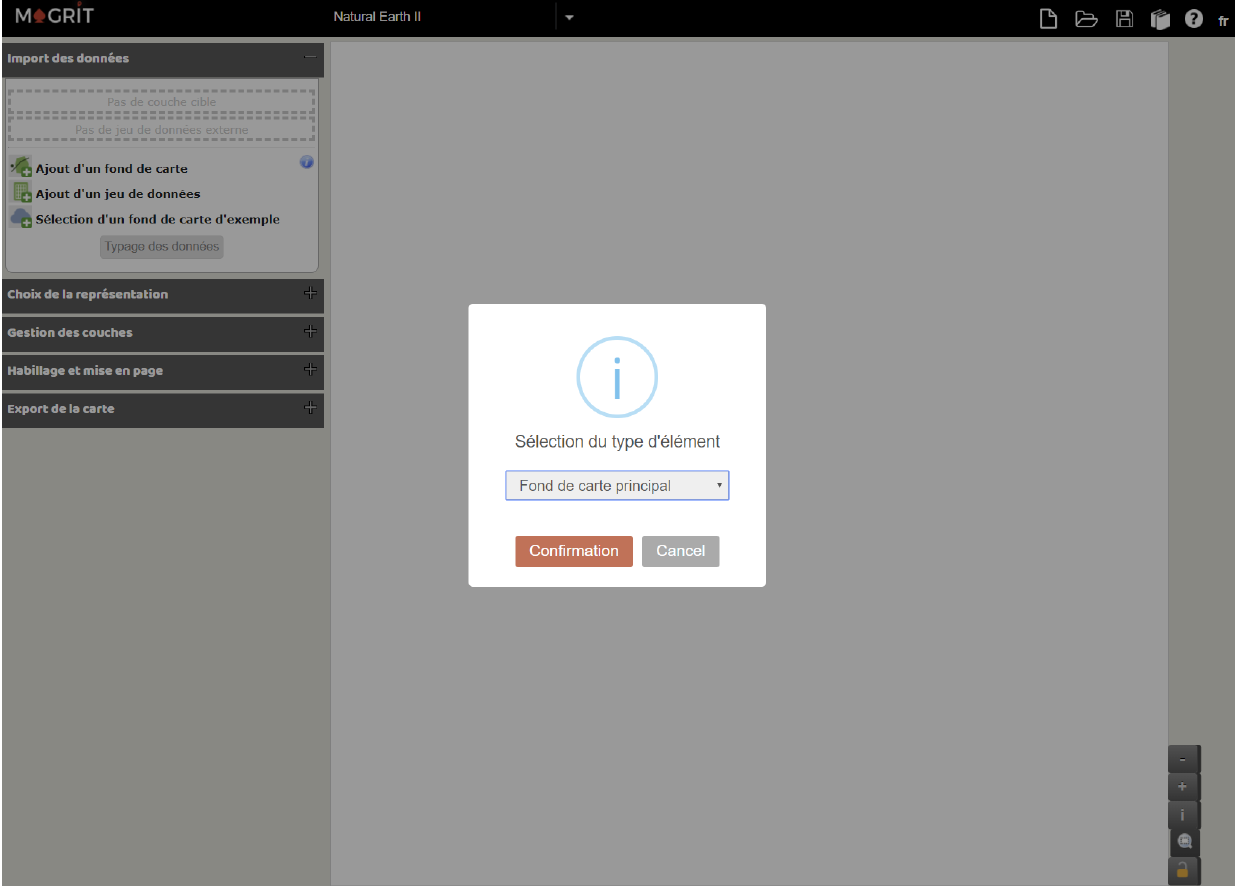 MAGRIT
Natural Earth II
fr
Import des données
Pas de couche cible
Pas de jeu de données externe
Ajout d'un fond de carte
Ajout d'un jeu de données
Sélection d'un fond de carte d'exemple
Typage des données
Choix de la représentation
Gestion des couches
Habillage et mise en page
Export de la carte
Sélection du type d'élément
Fond de carte principal
Confirmation Cancel